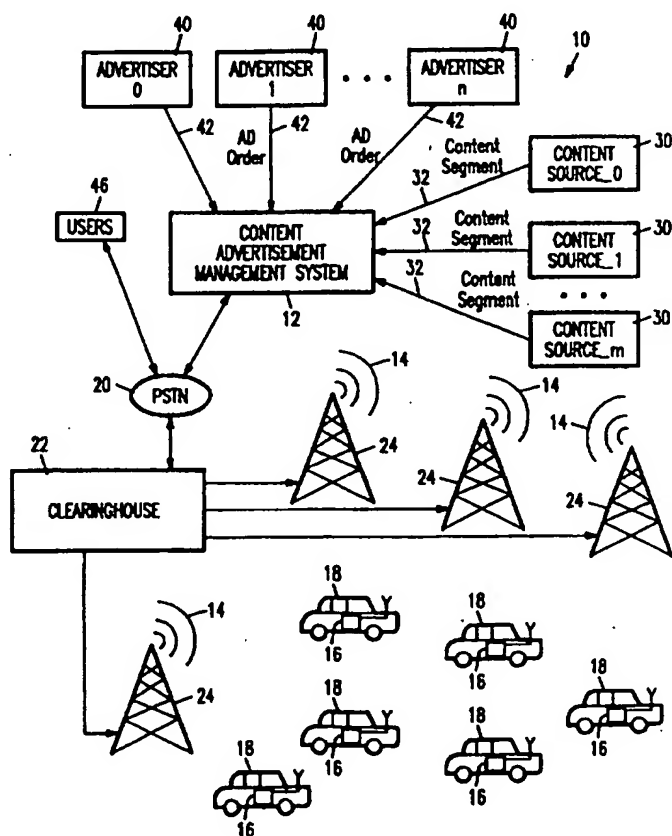 40
40
40
10
ADVERTISER
0
ADVERTISER
1
• • •
ADVERTISER
n
42
42
AD
Order
AD
Order
42
Content
Segment
32
30
CONTENT
SOURCE_0
46
USERS
CONTENT
ADVERTISEMENT
MANAGEMENT SYSTEM
12
32
Content
Segment
30
CONTENT
SOURCE_1
32
Content
Segment
• • •
30
CONTENT
SOURCE_m
20
PSTN
14
14
14
22
CLEARINGHOUSE
24
24
24
14
24
18
16
18
16
18
16
18
16
18
16
18
16